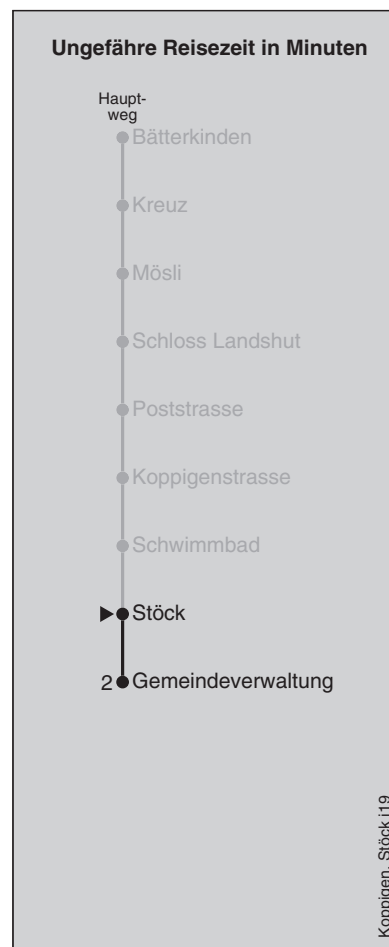 Ungefähre Reisezeit in Minuten
Haupt-
weg
Bätterkinden
Kreuz
Mösli
Schloss Landshut
Poststrasse
Koppigenstrasse
Schwimmbad
Stöck
2 Gemeindeverwaltung
Koppigen, Stöck j19